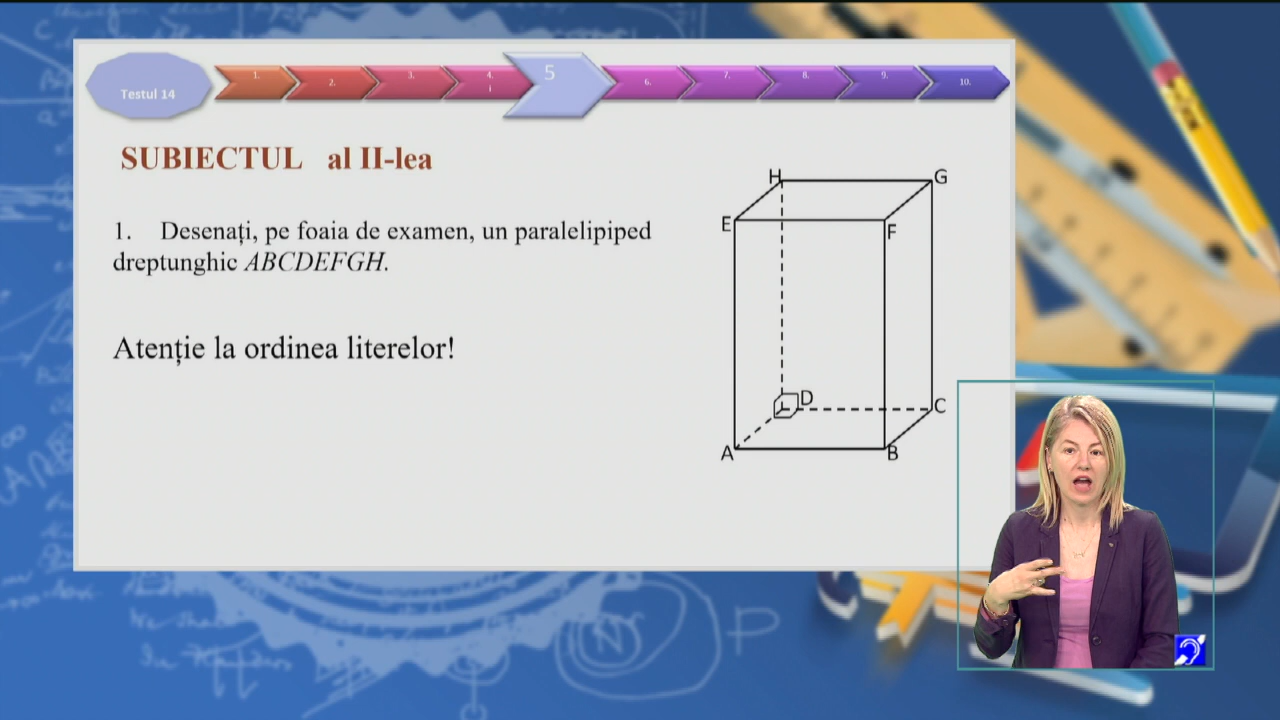 Testul 14
1.
2.
3.
4.
5
6.
7.
8.
9.
10.
SUBIECTUL al II-lea
1. Desenați, pe foaia de examen, un paralelipiped
dreptunghic ABCDEFGH.
Atenție la ordinea literelor!
H
G
E
F
D
C
A
B
N
P